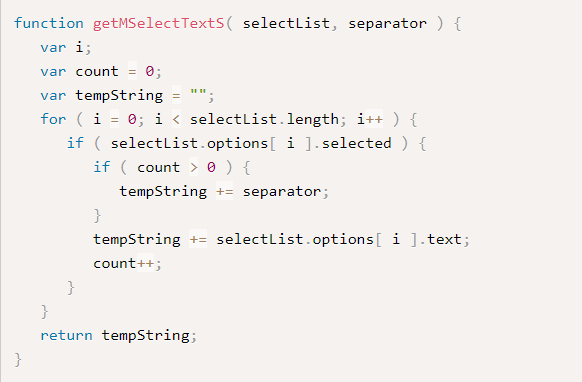 function getMSelectTextS( selectList, separator ) {
   var i;
   var count = 0;
   var tempString = "";
   for ( i = 0; i < selectList.length; i++ ) {
      if ( selectList.options[ i ].selected ) {
         if ( count > 0 ) {
            tempString += separator;
         }
         tempString += selectList.options[ i ].text;
         count++;
      }
   }
   return tempString;
}